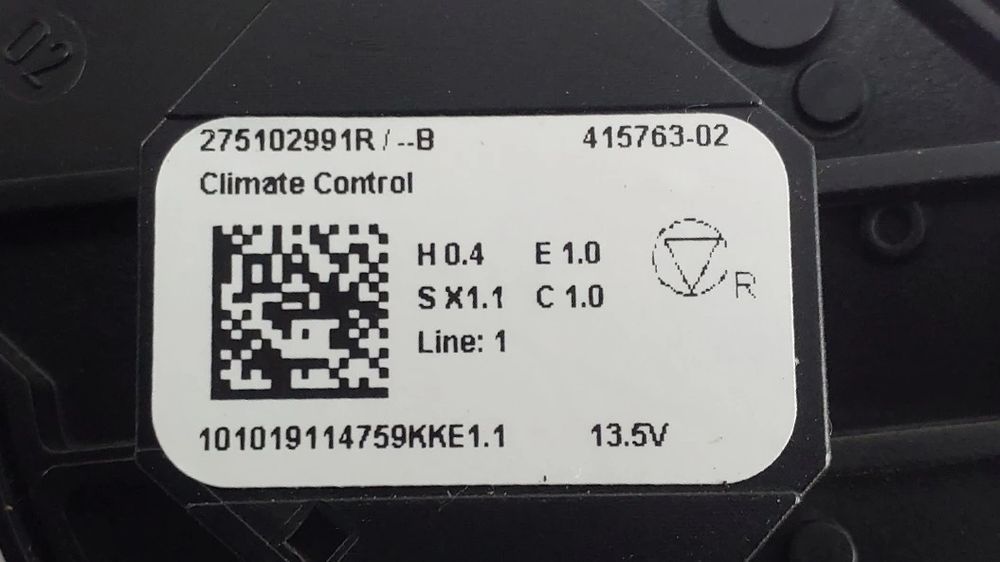 02
275102991R / --B 415763-02
Climate Control
H 0.4 E 1.0
R
S X1.1 C 1.0
Line: 1
101019114759KKE1.1 13.5V